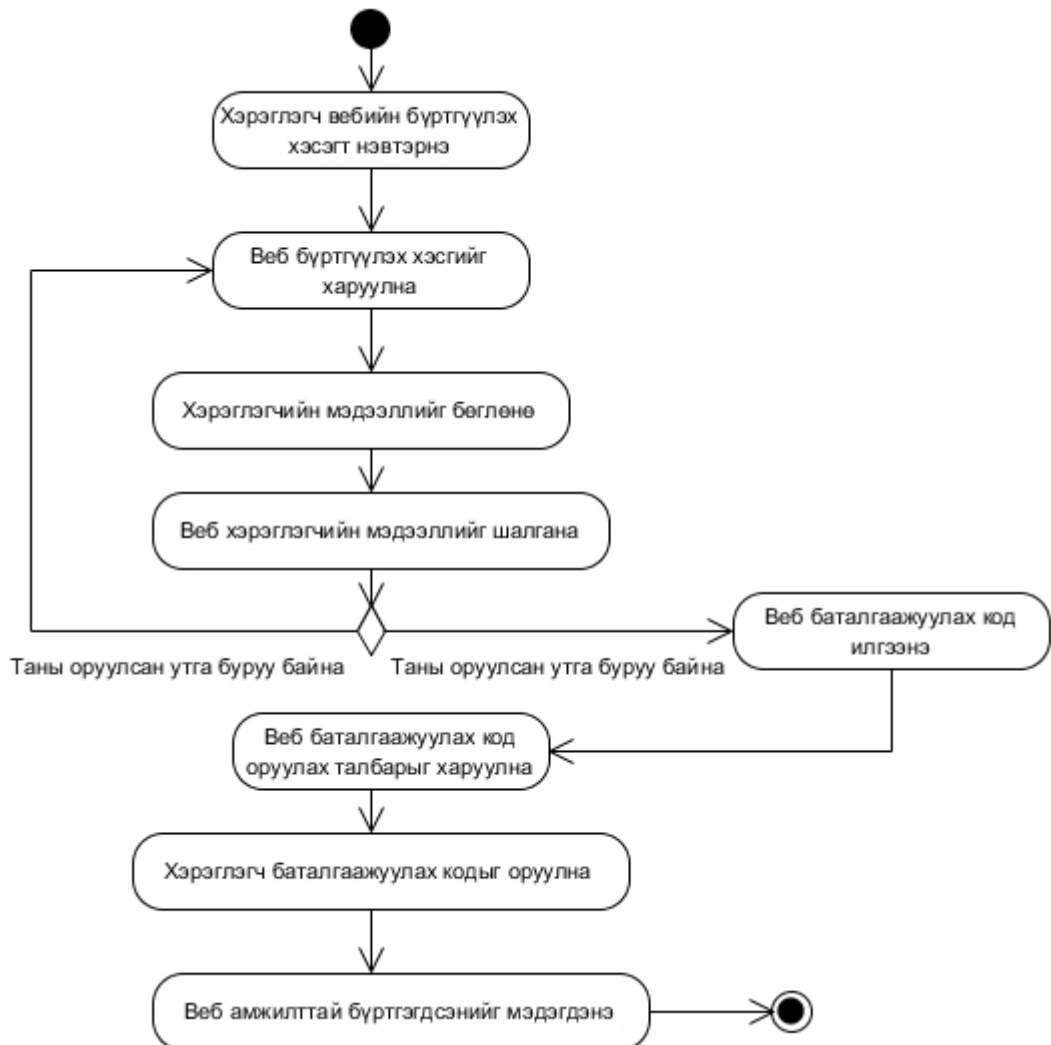 Хэрэглэгч вебийн бүртгүүлэх
хэсэгт нэвтэрнэ
Веб бүртгүүлэх хэсгийг
харуулна
Хэрэглэгчийн мэдээллийг бөглөнө
Веб хэрэглэгчийн мэдээллийг шалгана
Таны оруулсан утга буруу байна
Таны оруулсан утга буруу байна
Веб баталгаажуулах код
илгээнэ
Веб баталгаажуулах код
оруулах талбарыг харуулна
Хэрэглэгч баталгаажуулах кодыг оруулна
Веб амжилттай бүртгэгдсэнийг мэдэгдэнэ